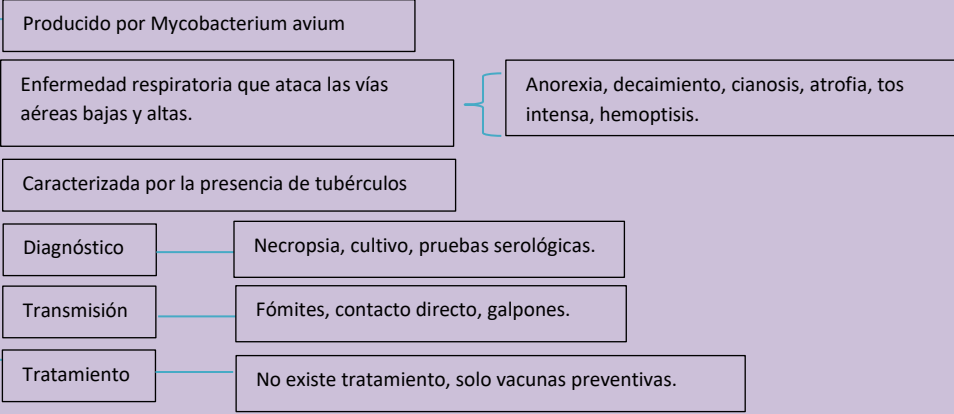 Producido por Mycobacterium avium
Enfermedad respiratoria que ataca las vías
aéreas bajas y altas.
Anorexia, decaimiento, cianosis, atrofia, tos
intensa, hemoptisis.
Caracterizada por la presencia de tubérculos
Diagnóstico
Necropsia, cultivo, pruebas serológicas.
Transmisión
Fómites, contacto directo, galpones.
Tratamiento
No existe tratamiento, solo vacunas preventivas.